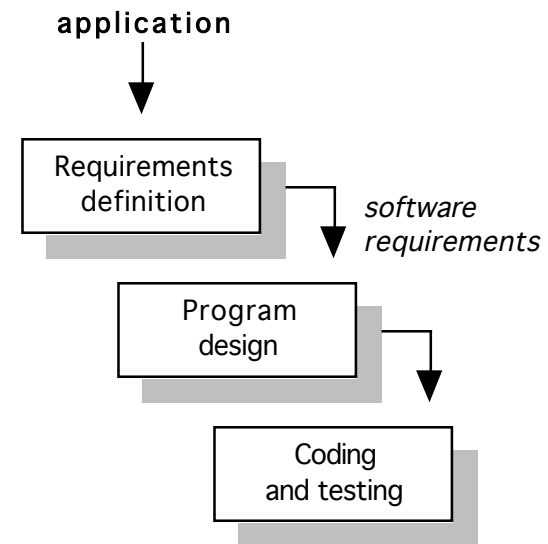 application
Requirements
definition
software
requirements
Program
design
Coding
and testing